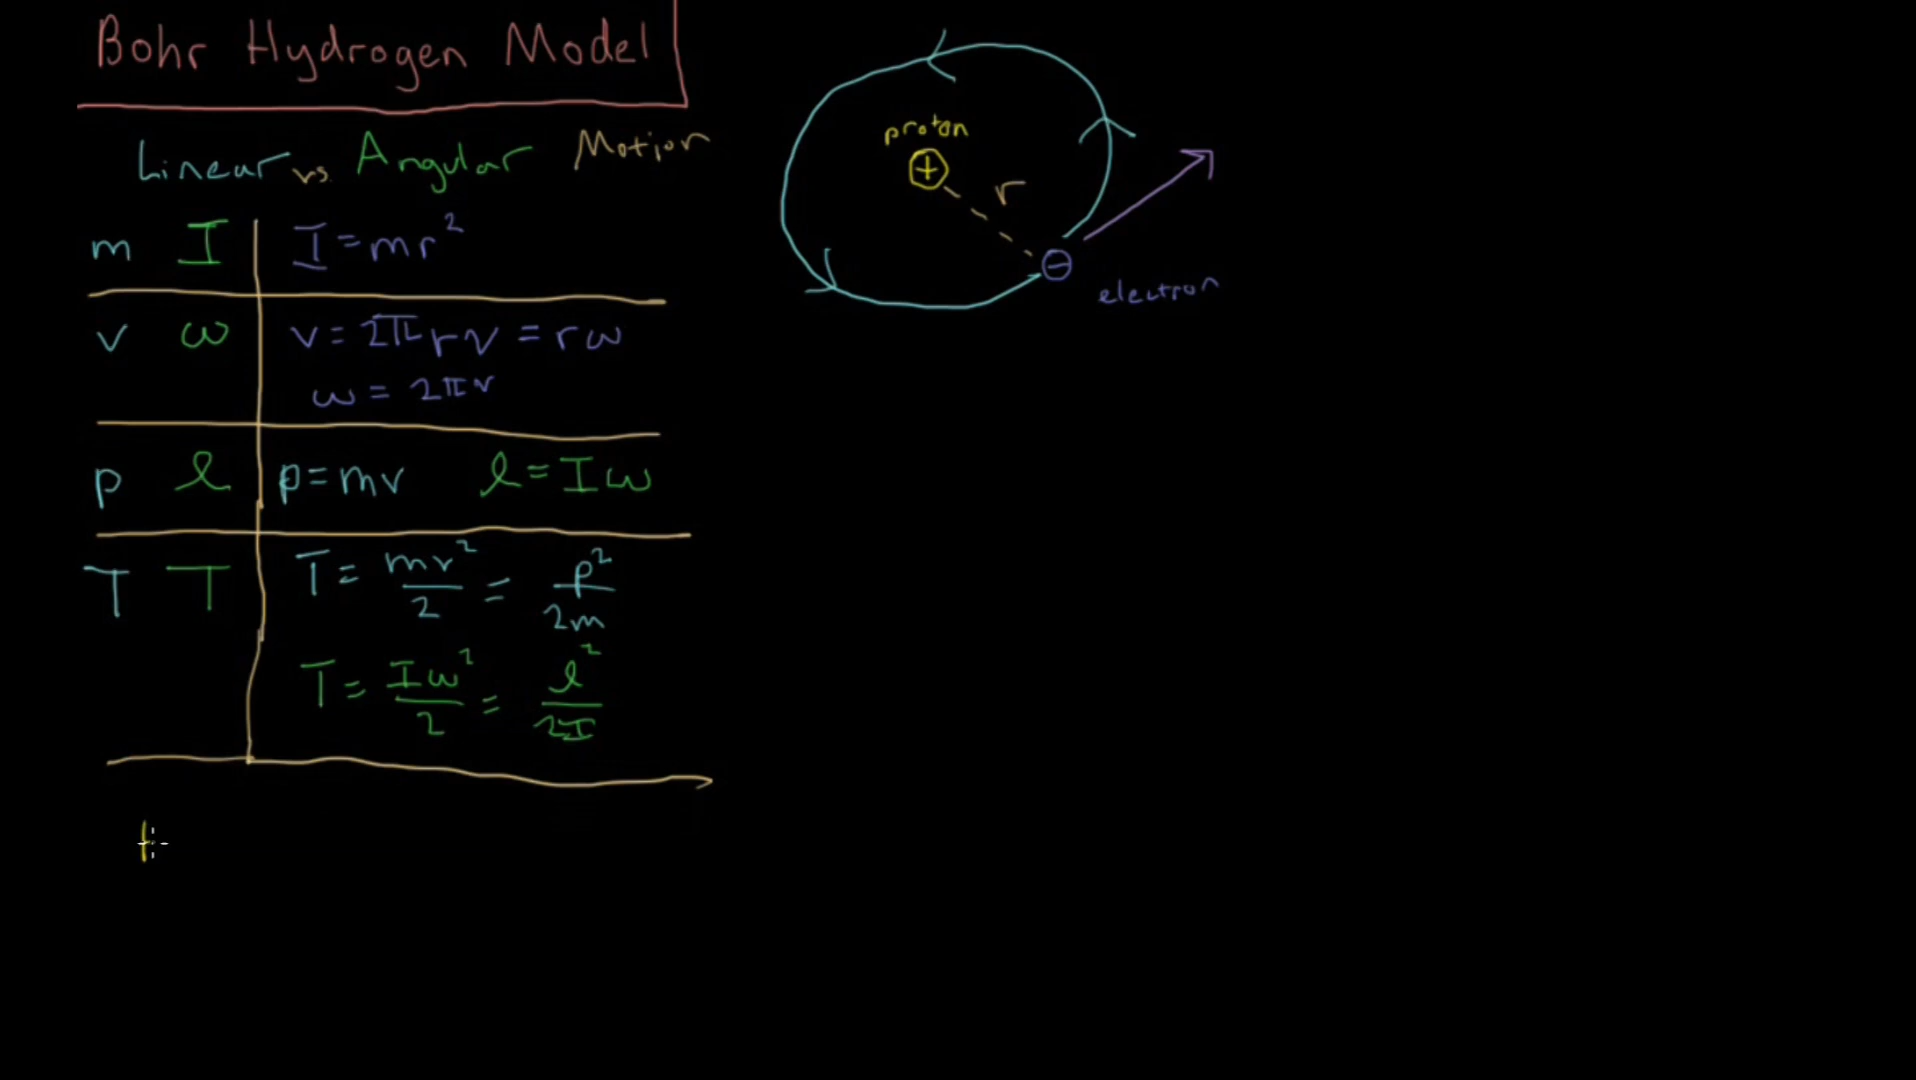 Bohr Hydrogen Model
Linear vs. Angular Motion
m I I = mr²
v ω v = 2πrν = rω
ω = 2πν
p l p = mv l = Iω
T T T = mv²/2 = p²/2m
T = Iω²/2 = l²/2I
proton
+
r
−
electron